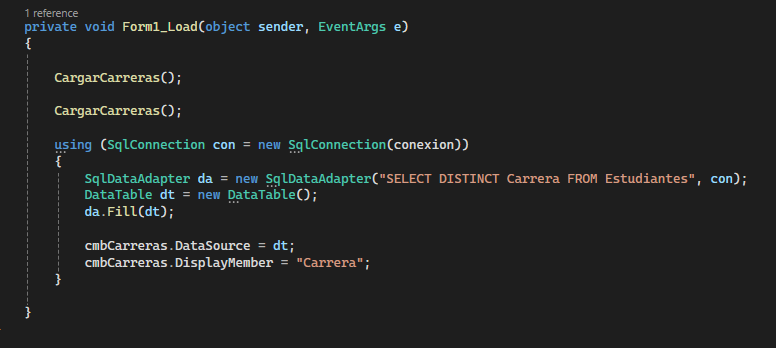 1 reference
private void Form1_Load(object sender, EventArgs e)
{
CargarCarreras();
CargarCarreras();
using (SqlConnection con = new SqlConnection(conexion))
{
SqlDataAdapter da = new SqlDataAdapter("SELECT DISTINCT Carrera FROM Estudiantes", con);
DataTable dt = new DataTable();
da.Fill(dt);
cmbCarreras.DataSource = dt;
cmbCarreras.DisplayMember = "Carrera";
}
}